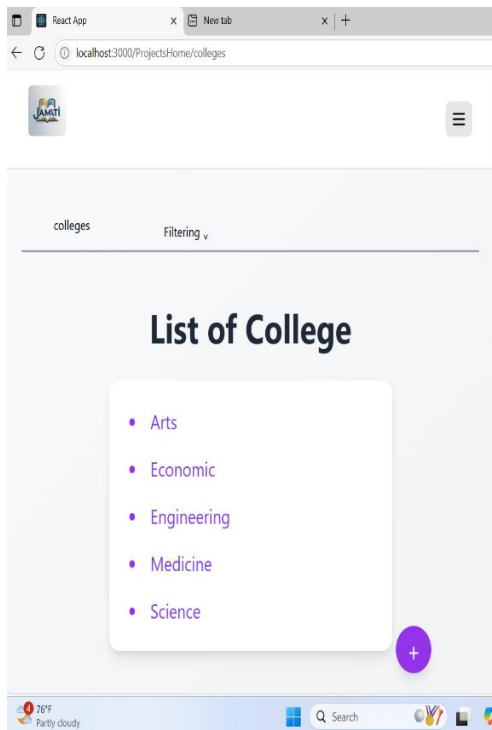 React App
New tab
localhost:3000/ProjectsHome/colleges
JAMATi
colleges
Filtering v
List of College
• Arts
• Economic
• Engineering
• Medicine
• Science
+
4
76°F
Partly cloudy
Search